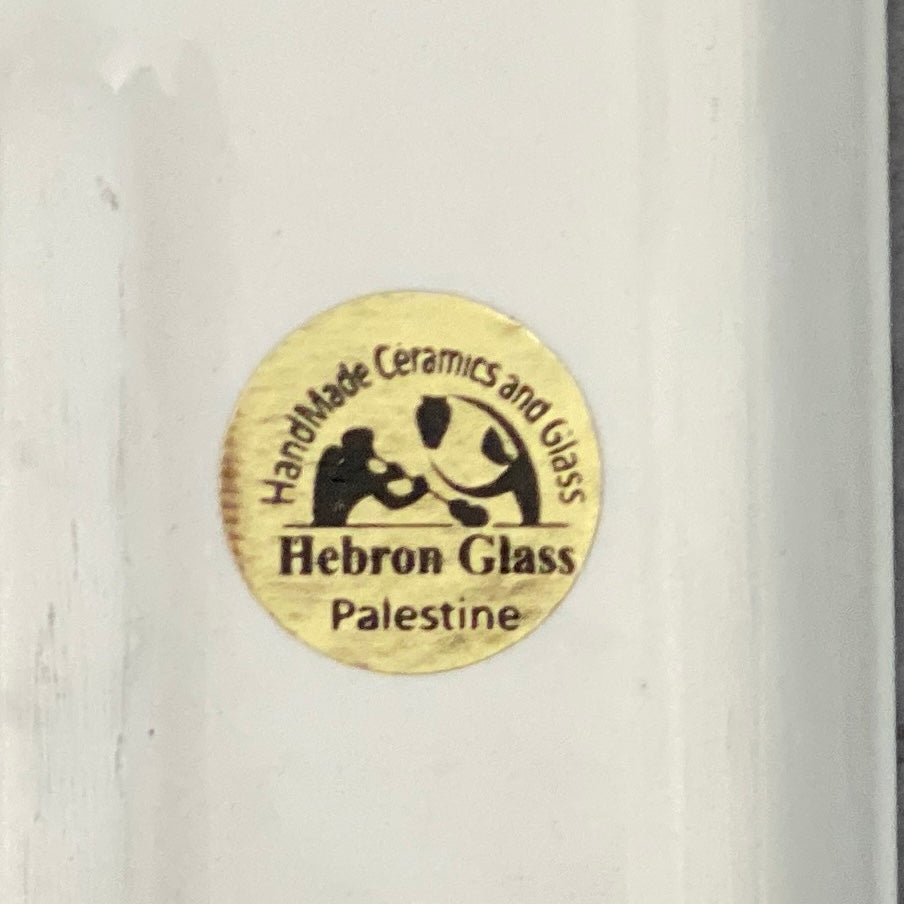 HandMade Ceramics and Glass
Hebron Glass
Palestine